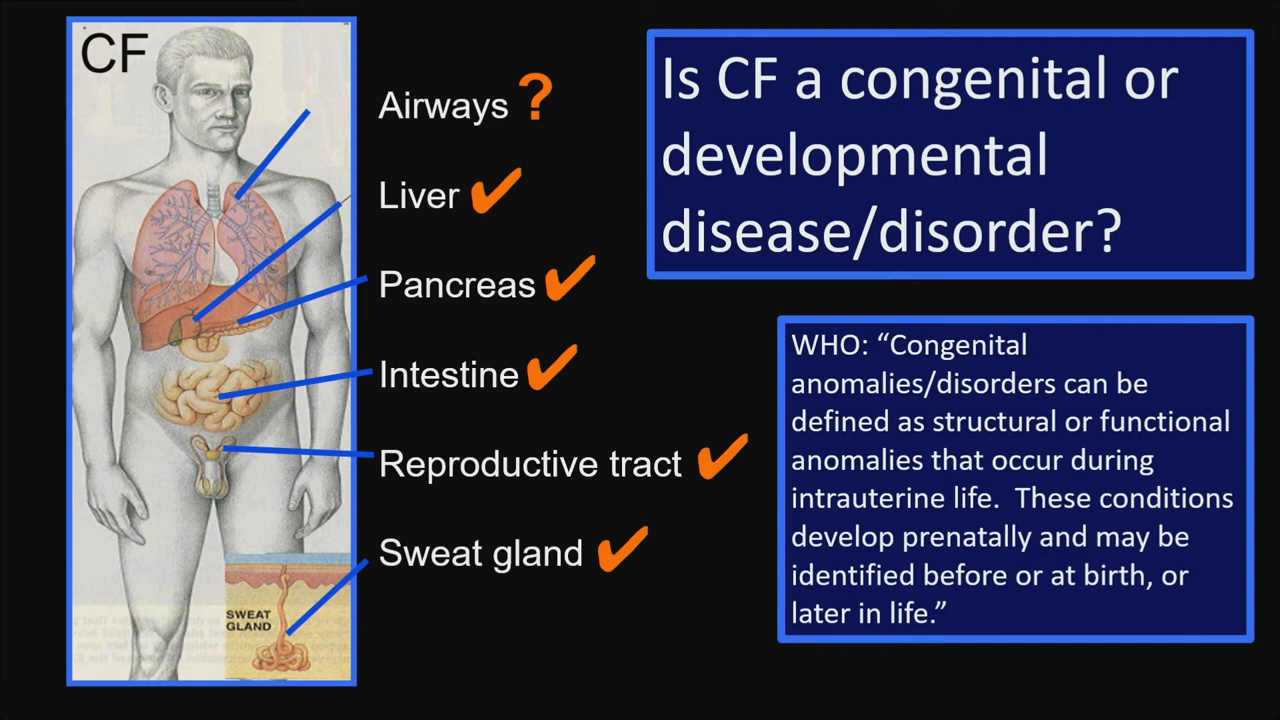 CF
Airways ?
Liver ✔
Pancreas ✔
Intestine ✔
Reproductive tract ✔
Sweat gland ✔
SWEAT
GLAND
Is CF a congenital or
developmental
disease/disorder?
WHO: “Congenital
anomalies/disorders can be
defined as structural or functional
anomalies that occur during
intrauterine life.  These conditions
develop prenatally and may be
identified before or at birth, or
later in life.”